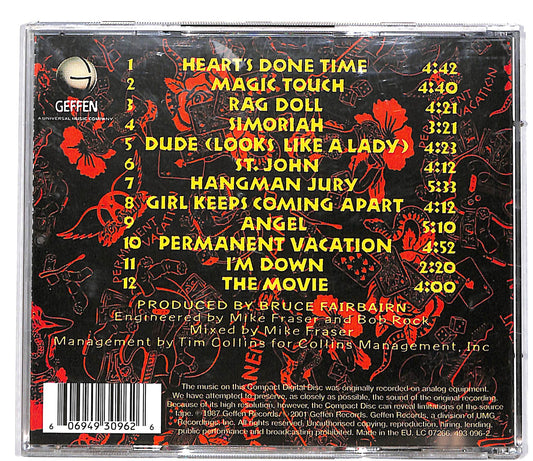 GEFFEN
A UNIVERSAL MUSIC COMPANY
1 HEART'S DONE TIME 4:42
2 MAGIC TOUCH 4:40
3 RAG DOLL 4:21
4 SIMORIAH 3:21
5 DUDE (LOOKS LIKE A LADY) 4:23
6 ST. JOHN 4:12
7 HANGMAN JURY 5:33
8 GIRL KEEPS COMING APART 4:12
9 ANGEL 5:10
10 PERMANENT VACATION 4:52
11 I'M DOWN 2:20
12 THE MOVIE 4:00
PRODUCED BY BRUCE FAIRBAIRN
Engineered by Mike Fraser and Bob Rock
Mixed by Mike Fraser
Management by Tim Collins for Collins Management, Inc
The music on this Compact Digital Disc was originally recorded on analog equipment.
We have attempted to preserve, as closely as possible, the sound of the original recording.
Because of its high resolution, however, the Compact Disc can reveal limitations of the source
tape. ℗ 1987 Geffen Records/ © 2001 Geffen Records. Geffen Records, a division of UMG
Recordings, Inc. All rights reserved. Unauthorised copying, reproduction, hiring, lending,
public performance and broadcasting prohibited. Made in the EU. LC 07266. 493 096-2
6 06949 30962 6